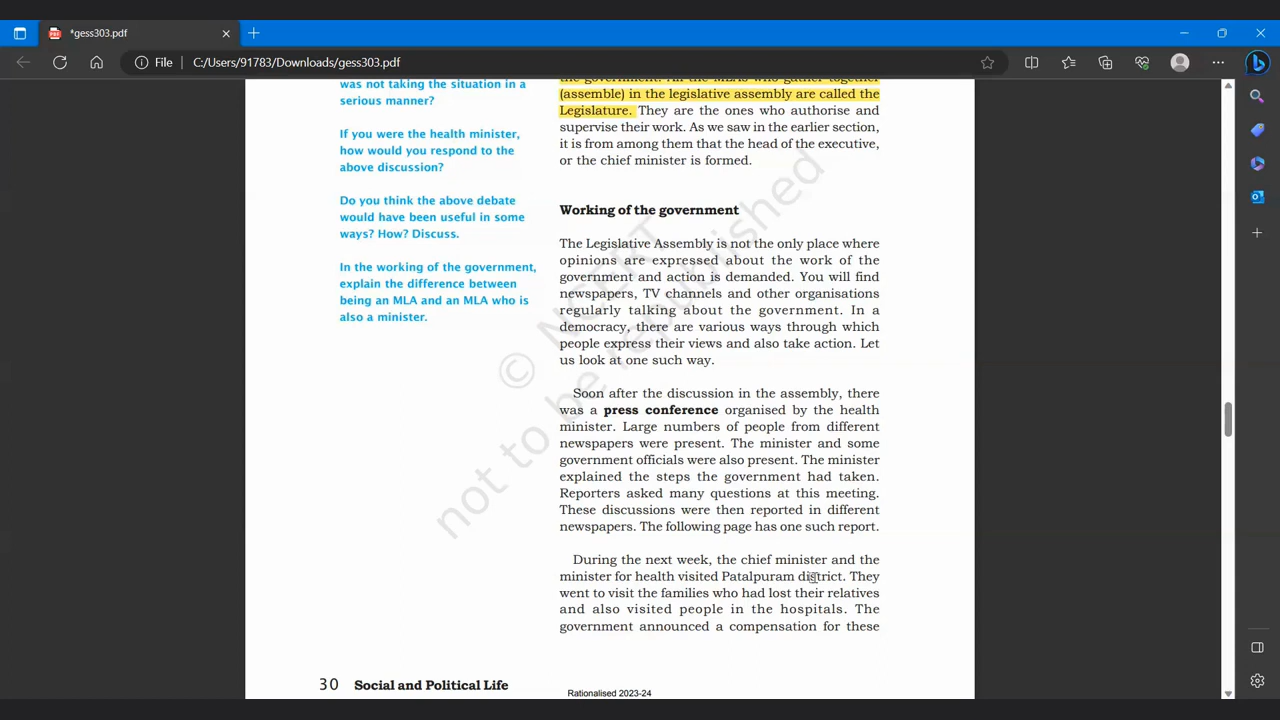 *gess303.pdf
File
C:/Users/91783/Downloads/gess303.pdf
was not taking the situation in a
serious manner?
If you were the health minister,
how would you respond to the
above discussion?
Do you think the above debate
would have been useful in some
ways? How? Discuss.
In the working of the government,
explain the difference between
being an MLA and an MLA who is
also a minister.
the government. All the MLAs who gather together
(assemble) in the legislative assembly are called the
Legislature. They are the ones who authorise and
supervise their work. As we saw in the earlier section,
it is from among them that the head of the executive,
or the chief minister is formed.
Working of the government
The Legislative Assembly is not the only place where
opinions are expressed about the work of the
government and action is demanded. You will find
newspapers, TV channels and other organisations
regularly talking about the government. In a
democracy, there are various ways through which
people express their views and also take action. Let
us look at one such way.
Soon after the discussion in the assembly, there
was a press conference organised by the health
minister. Large numbers of people from different
newspapers were present. The minister and some
government officials were also present. The minister
explained the steps the government had taken.
Reporters asked many questions at this meeting.
These discussions were then reported in different
newspapers. The following page has one such report.
During the next week, the chief minister and the
minister for health visited Patalpuram district. They
went to visit the families who had lost their relatives
and also visited people in the hospitals. The
government announced a compensation for these
© NCERT
not to be republished
30 Social and Political Life
Rationalised 2023-24